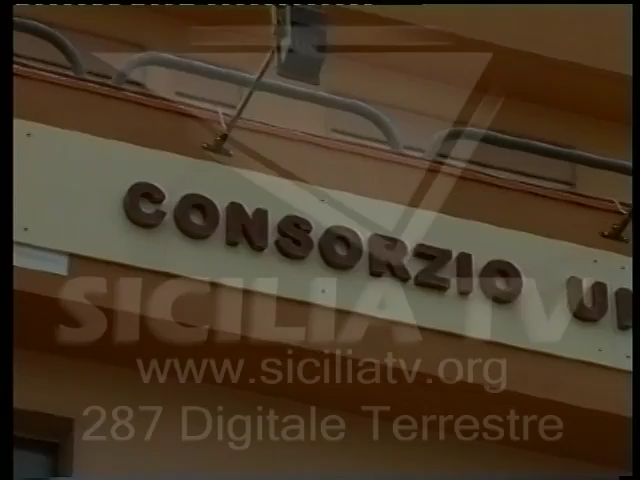 CONSORZIO
SICILIA TV
www.siciliatv.org
287 Digitale Terrestre